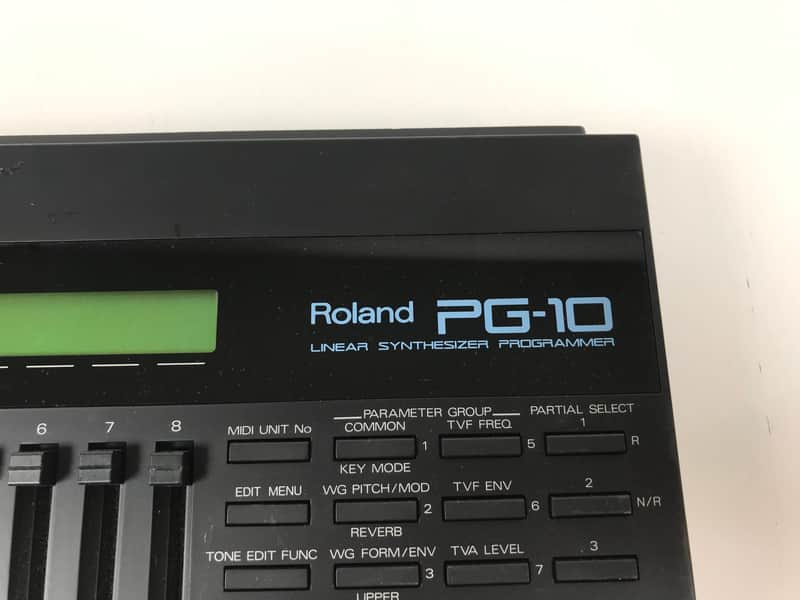 Roland PG-10
LINEAR SYNTHESIZER PROGRAMMER
6 7 8
PARAMETER GROUP PARTIAL SELECT
MIDI UNIT No COMMON 1 TVF FREQ 5 1 R
KEY MODE
EDIT MENU WG PITCH/MOD 2 TVF ENV 6 2 N/R
REVERB
TONE EDIT FUNC WG FORM/ENV 3 TVA LEVEL 7 3
UPPER